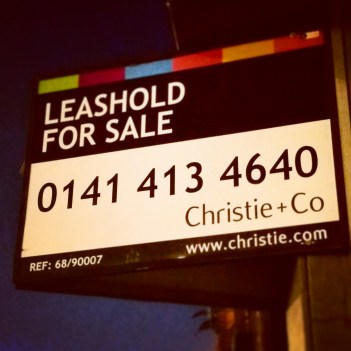 LEASHOLD
FOR SALE
0141 413 4640
Christie+Co
www.christie.com
REF: 68/90007